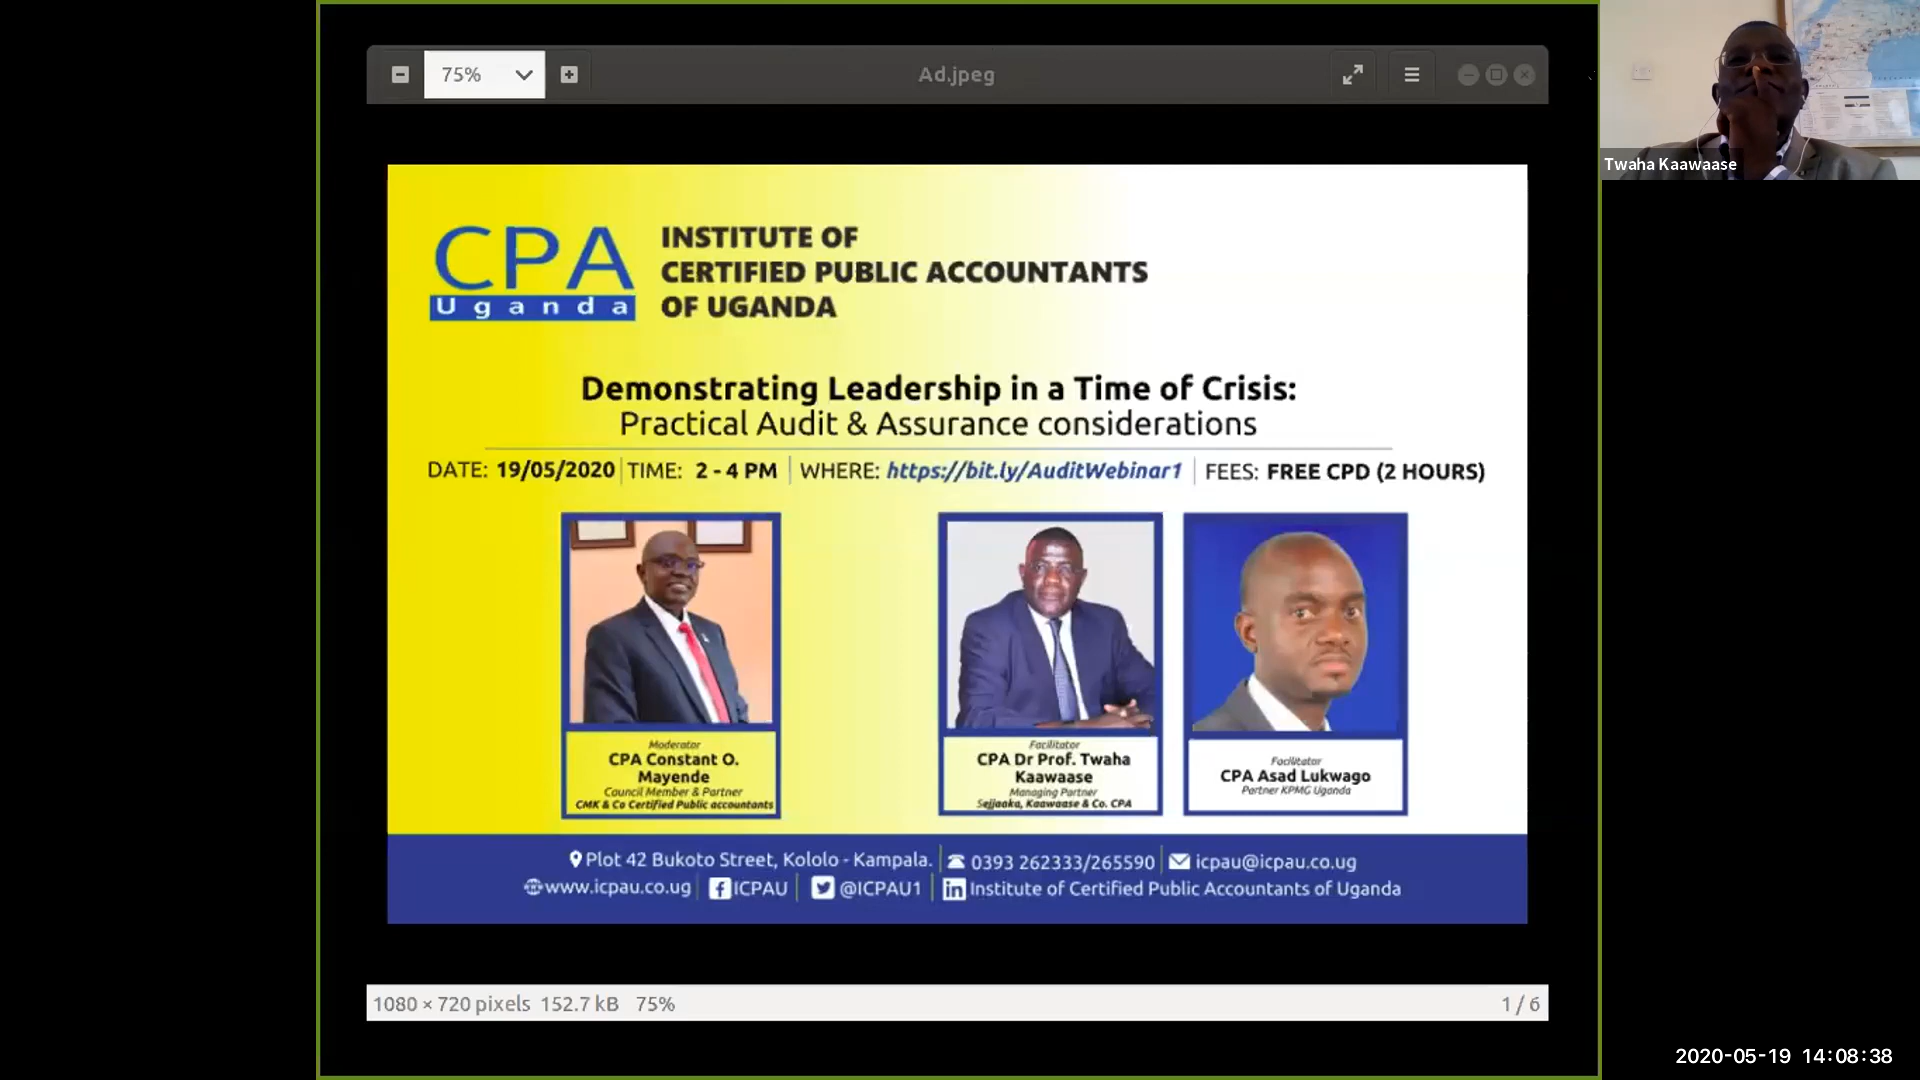 75%
Ad.jpeg
Twaha Kaawaase
CPA
Uganda
INSTITUTE OF
CERTIFIED PUBLIC ACCOUNTANTS
OF UGANDA
Demonstrating Leadership in a Time of Crisis:
Practical Audit & Assurance considerations
DATE: 19/05/2020 TIME: 2 - 4 PM WHERE: https://bit.ly/AuditWebinar1 FEES: FREE CPD (2 HOURS)
Moderator
CPA Constant O.
Mayende
Council Member & Partner
CMK & Co Certified Public accountants
Facilitator
CPA Dr Prof. Twaha
Kaawaase
Managing Partner
Sejjaaka, Kaawaase & Co. CPA
Facilitator
CPA Asad Lukwago
Partner KPMG Uganda
Plot 42 Bukoto Street, Kololo - Kampala. 0393 262333/265590 icpau@icpau.co.ug
www.icpau.co.ug ICPAU @ICPAU1 Institute of Certified Public Accountants of Uganda
1080 × 720 pixels 152.7 kB 75% 1 / 6
2020-05-19 14:08:38